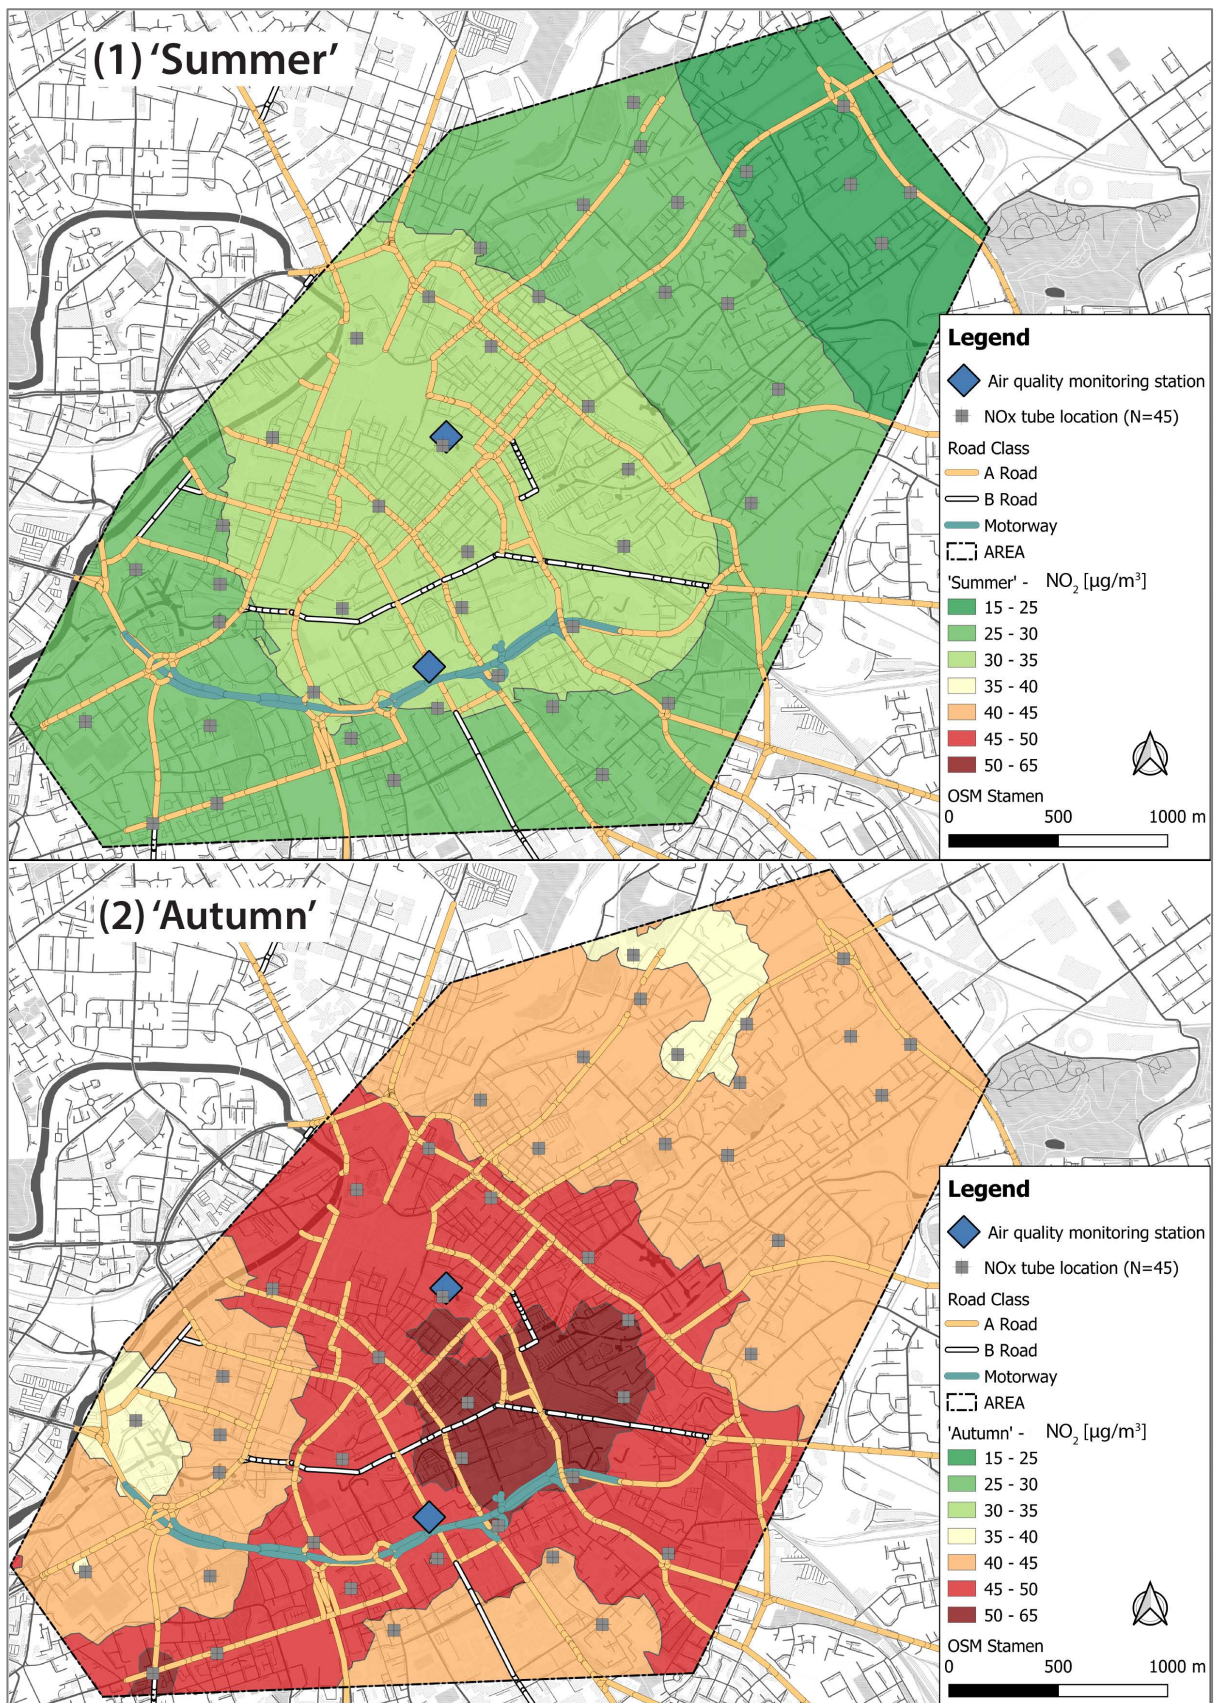 (1) ‘Summer’
Legend
Air quality monitoring station
NOx tube location (N=45)
Road Class
A Road
B Road
Motorway
AREA
'Summer' - NO₂ [µg/m³]
15 - 25
25 - 30
30 - 35
35 - 40
40 - 45
45 - 50
50 - 65
OSM Stamen
0 500 1000 m
(2) ‘Autumn’
Legend
Air quality monitoring station
NOx tube location (N=45)
Road Class
A Road
B Road
Motorway
AREA
'Autumn' - NO₂ [µg/m³]
15 - 25
25 - 30
30 - 35
35 - 40
40 - 45
45 - 50
50 - 65
OSM Stamen
0 500 1000 m